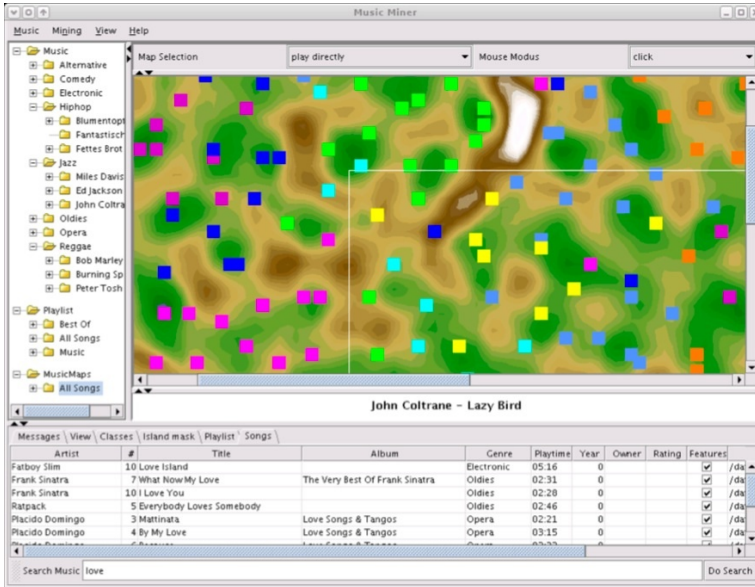 Music Miner
Music Mining View Help
Music
Alternative
Comedy
Electronic
Hiphop
Blumentopf
Fantastisch
Fettes Brot
Jazz
Miles Davis
Ed Jackson
John Coltra
Oldies
Opera
Reggae
Bob Marley
Burning Sp
Peter Tosh
Playlist
Best Of
All Songs
Music
MusicMaps
All Songs
Map Selection play directly Mouse Modus click
John Coltrane – Lazy Bird
Messages View Classes Island mask Playlist Songs
Artist # Title Album Genre Playtime Year Owner Rating Features
Fatboy Slim 10 Love Island Electronic 05:16 0 /da
Frank Sinatra 7 What Now My Love The Very Best Of Frank Sinatra Oldies 02:31 0 /da
Frank Sinatra 10 I Love You Oldies 02:28 0 /da
Ratpack 5 Everybody Loves Somebody Oldies 02:46 0 /da
Placido Domingo 3 Mattinata Love Songs & Tangos Opera 02:21 0 /da
Placido Domingo 4 By My Love Love Songs & Tangos Opera 03:15 0 /da
Search Music love Do Search